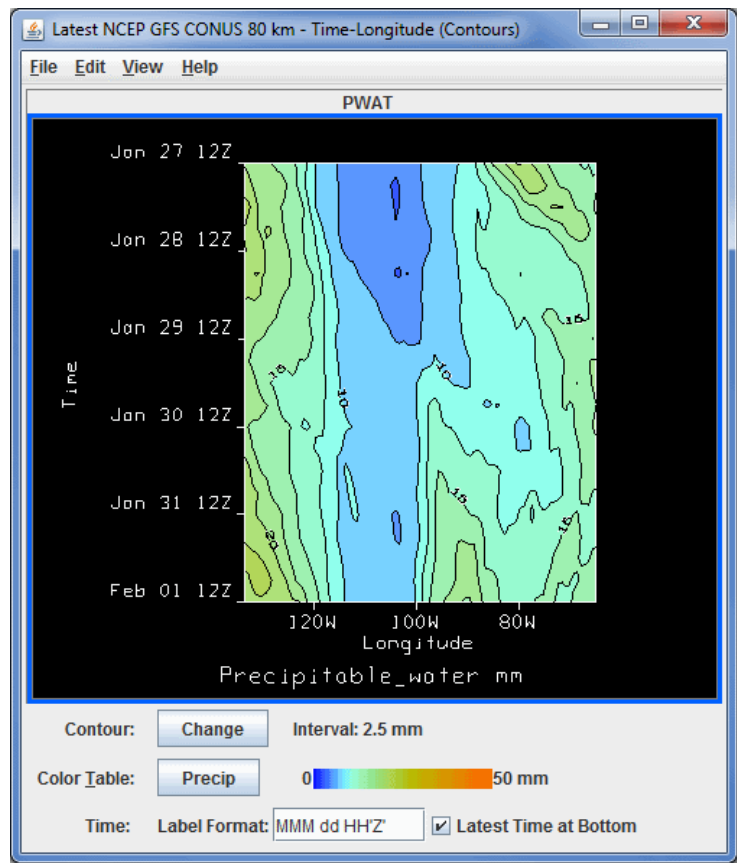 Latest NCEP GFS CONUS 80 km - Time-Longitude (Contours)
File Edit View Help
PWAT
Jan 27 12Z
Jan 28 12Z
Jan 29 12Z
Jan 30 12Z
Jan 31 12Z
Feb 01 12Z
Time
15
15
10
10
15
15
20
120W 100W 80W
Longitude
Precipitable_water mm
Contour: Change Interval: 2.5 mm
Color Table: Precip 0 50 mm
Time: Label Format: MMM dd HH'Z' Latest Time at Bottom